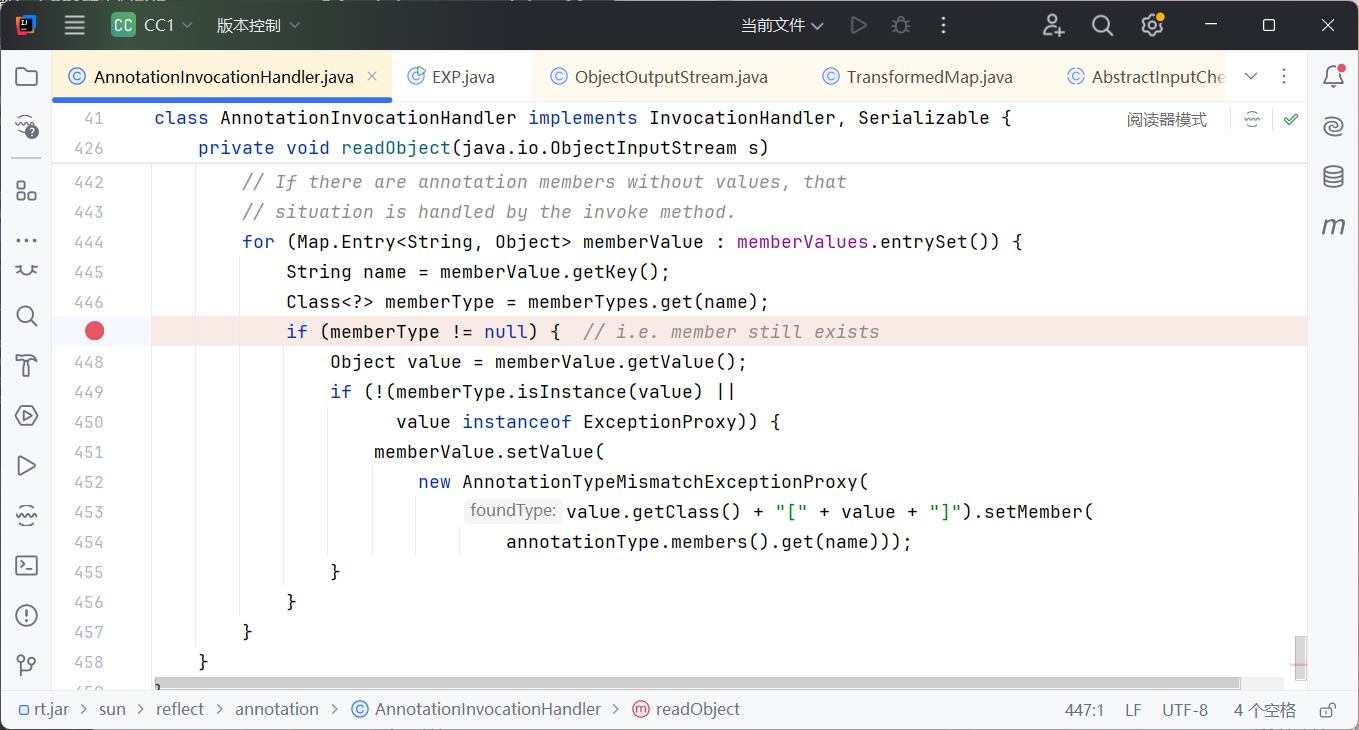 CC CC1 版本控制 当前文件
AnnotationInvocationHandler.java EXP.java ObjectOutputStream.java TransformedMap.java AbstractInputChe
41 class AnnotationInvocationHandler implements InvocationHandler, Serializable { 阅读器模式
426 private void readObject(java.io.ObjectInputStream s)
442 // If there are annotation members without values, that
443 // situation is handled by the invoke method.
444 for (Map.Entry<String, Object> memberValue : memberValues.entrySet()) {
445 String name = memberValue.getKey();
446 Class<?> memberType = memberTypes.get(name);
if (memberType != null) { // i.e. member still exists
448 Object value = memberValue.getValue();
449 if (!(memberType.isInstance(value) ||
450 value instanceof ExceptionProxy)) {
451 memberValue.setValue(
452 new AnnotationTypeMismatchExceptionProxy(
453 foundType: value.getClass() + "[" + value + "]").setMember(
454 annotationType.members().get(name)));
455 }
456 }
457 }
458 }
rt.jar > sun > reflect > annotation > AnnotationInvocationHandler > readObject 447:1 LF UTF-8 4 个空格